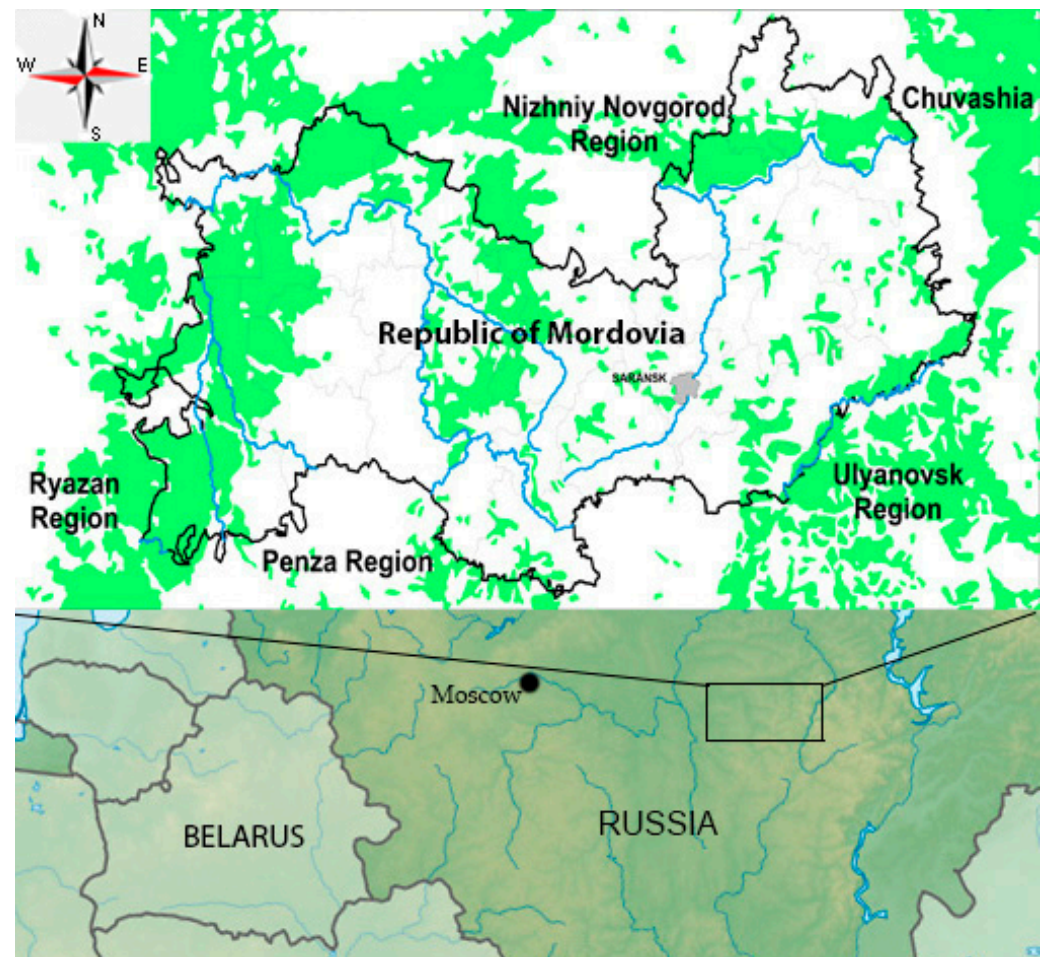 N
W E
S
Nizhniy Novgorod
Region
Chuvashia
Republic of Mordovia
SARANSK
Ryazan
Region
Ulyanovsk
Region
Penza Region
Moscow
BELARUS
RUSSIA